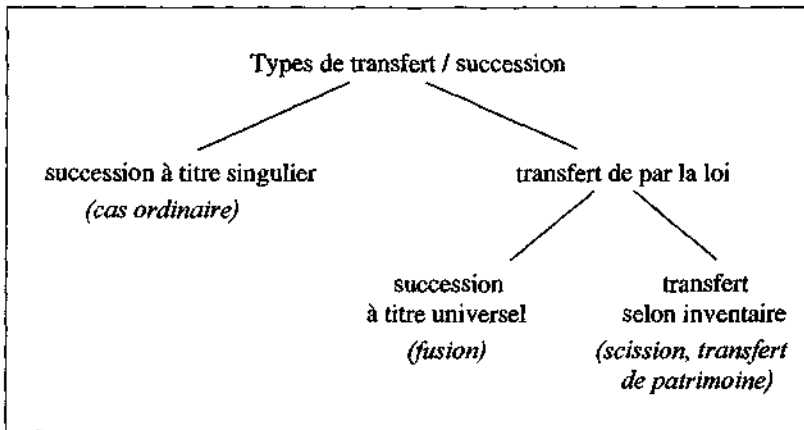 Types de transfert / succession
succession à titre singulier
(cas ordinaire)
transfert de par la loi
succession
à titre universel
(fusion)
transfert
selon inventaire
(scission, transfert
de patrimoine)